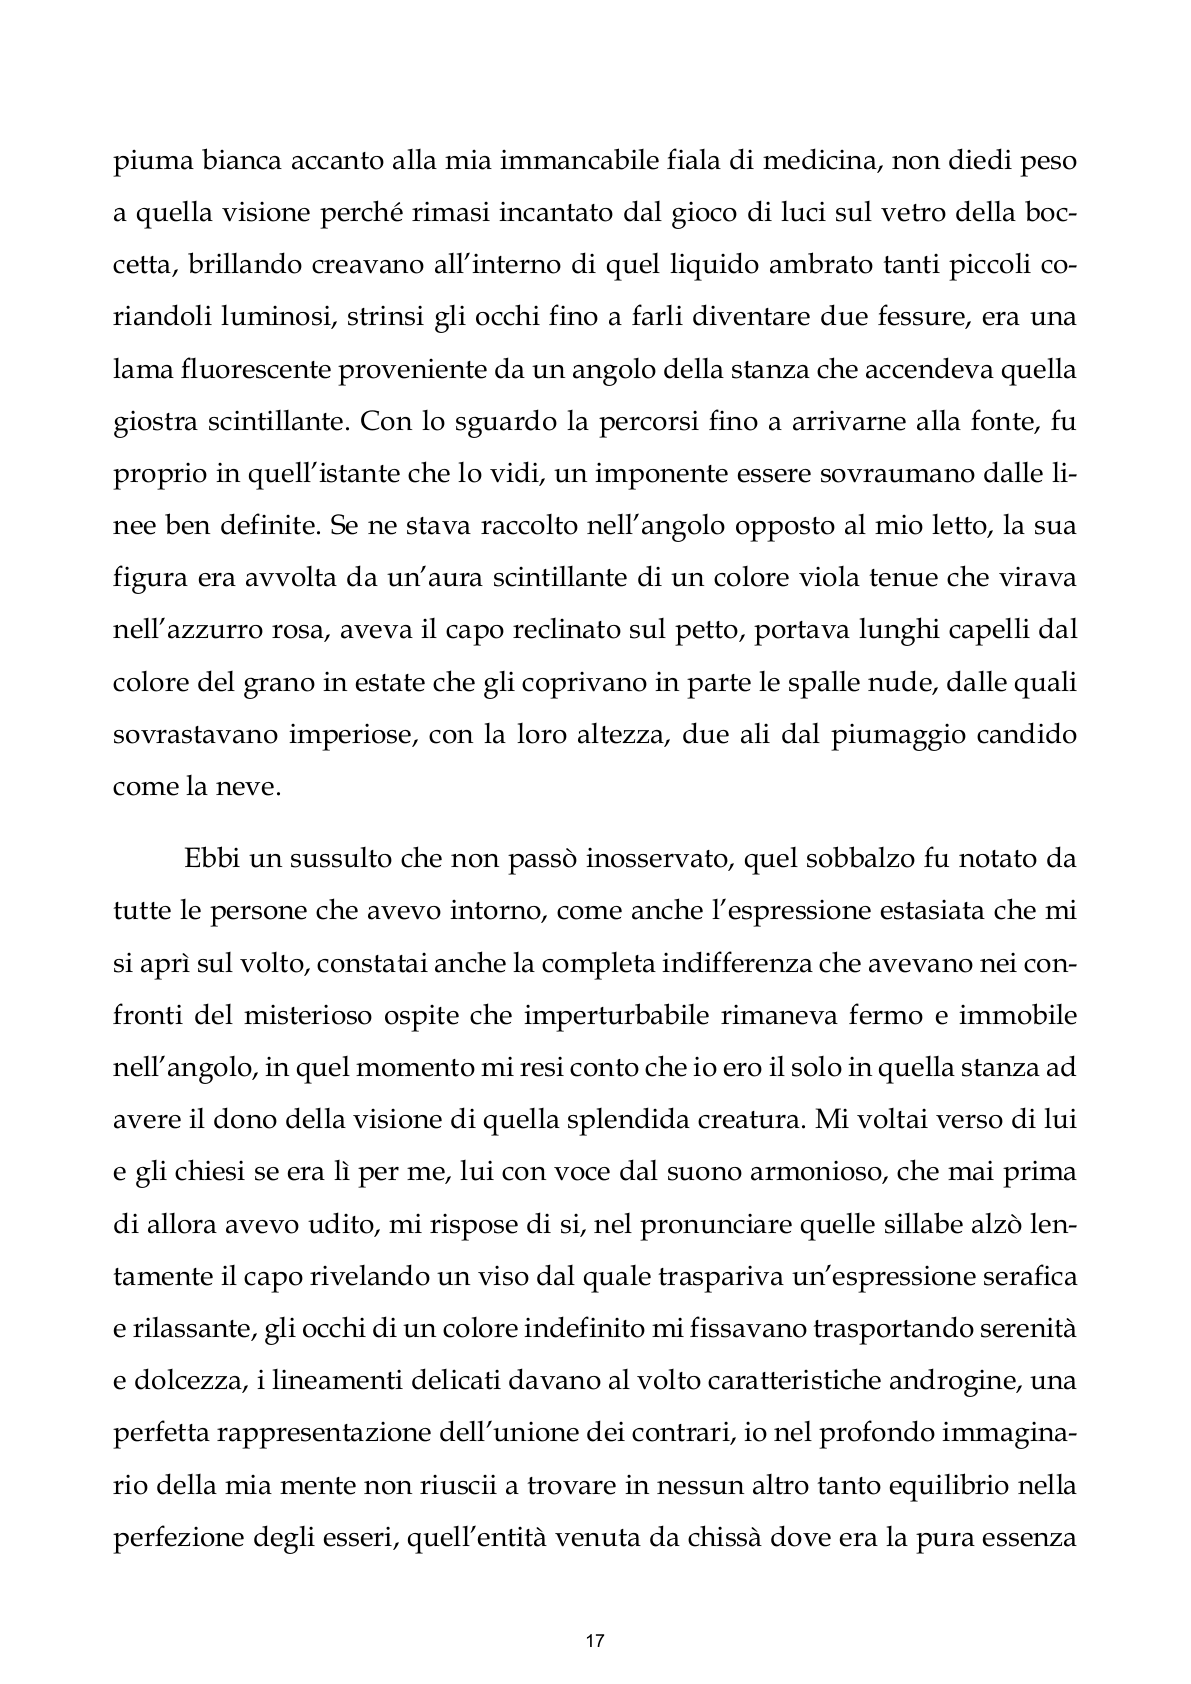 piuma bianca accanto alla mia immancabile fiala di medicina, non diedi peso
a quella visione perché rimasi incantato dal gioco di luci sul vetro della boc-
cetta, brillando creavano all’interno di quel liquido ambrato tanti piccoli co-
riandoli luminosi, strinsi gli occhi fino a farli diventare due fessure, era una
lama fluorescente proveniente da un angolo della stanza che accendeva quella
giostra scintillante. Con lo sguardo la percorsi fino a arrivarne alla fonte, fu
proprio in quell’istante che lo vidi, un imponente essere sovraumano dalle li-
nee ben definite. Se ne stava raccolto nell’angolo opposto al mio letto, la sua
figura era avvolta da un’aura scintillante di un colore viola tenue che virava
nell’azzurro rosa, aveva il capo reclinato sul petto, portava lunghi capelli dal
colore del grano in estate che gli coprivano in parte le spalle nude, dalle quali
sovrastavano imperiose, con la loro altezza, due ali dal piumaggio candido
come la neve.
Ebbi un sussulto che non passò inosservato, quel sobbalzo fu notato da
tutte le persone che avevo intorno, come anche l’espressione estasiata che mi
si aprì sul volto, constatai anche la completa indifferenza che avevano nei con-
fronti del misterioso ospite che imperturbabile rimaneva fermo e immobile
nell’angolo, in quel momento mi resi conto che io ero il solo in quella stanza ad
avere il dono della visione di quella splendida creatura. Mi voltai verso di lui
e gli chiesi se era lì per me, lui con voce dal suono armonioso, che mai prima
di allora avevo udito, mi rispose di si, nel pronunciare quelle sillabe alzò len-
tamente il capo rivelando un viso dal quale traspariva un’espressione serafica
e rilassante, gli occhi di un colore indefinito mi fissavano trasportando serenità
e dolcezza, i lineamenti delicati davano al volto caratteristiche androgine, una
perfetta rappresentazione dell’unione dei contrari, io nel profondo immagina-
rio della mia mente non riuscii a trovare in nessun altro tanto equilibrio nella
perfezione degli esseri, quell’entità venuta da chissà dove era la pura essenza
17